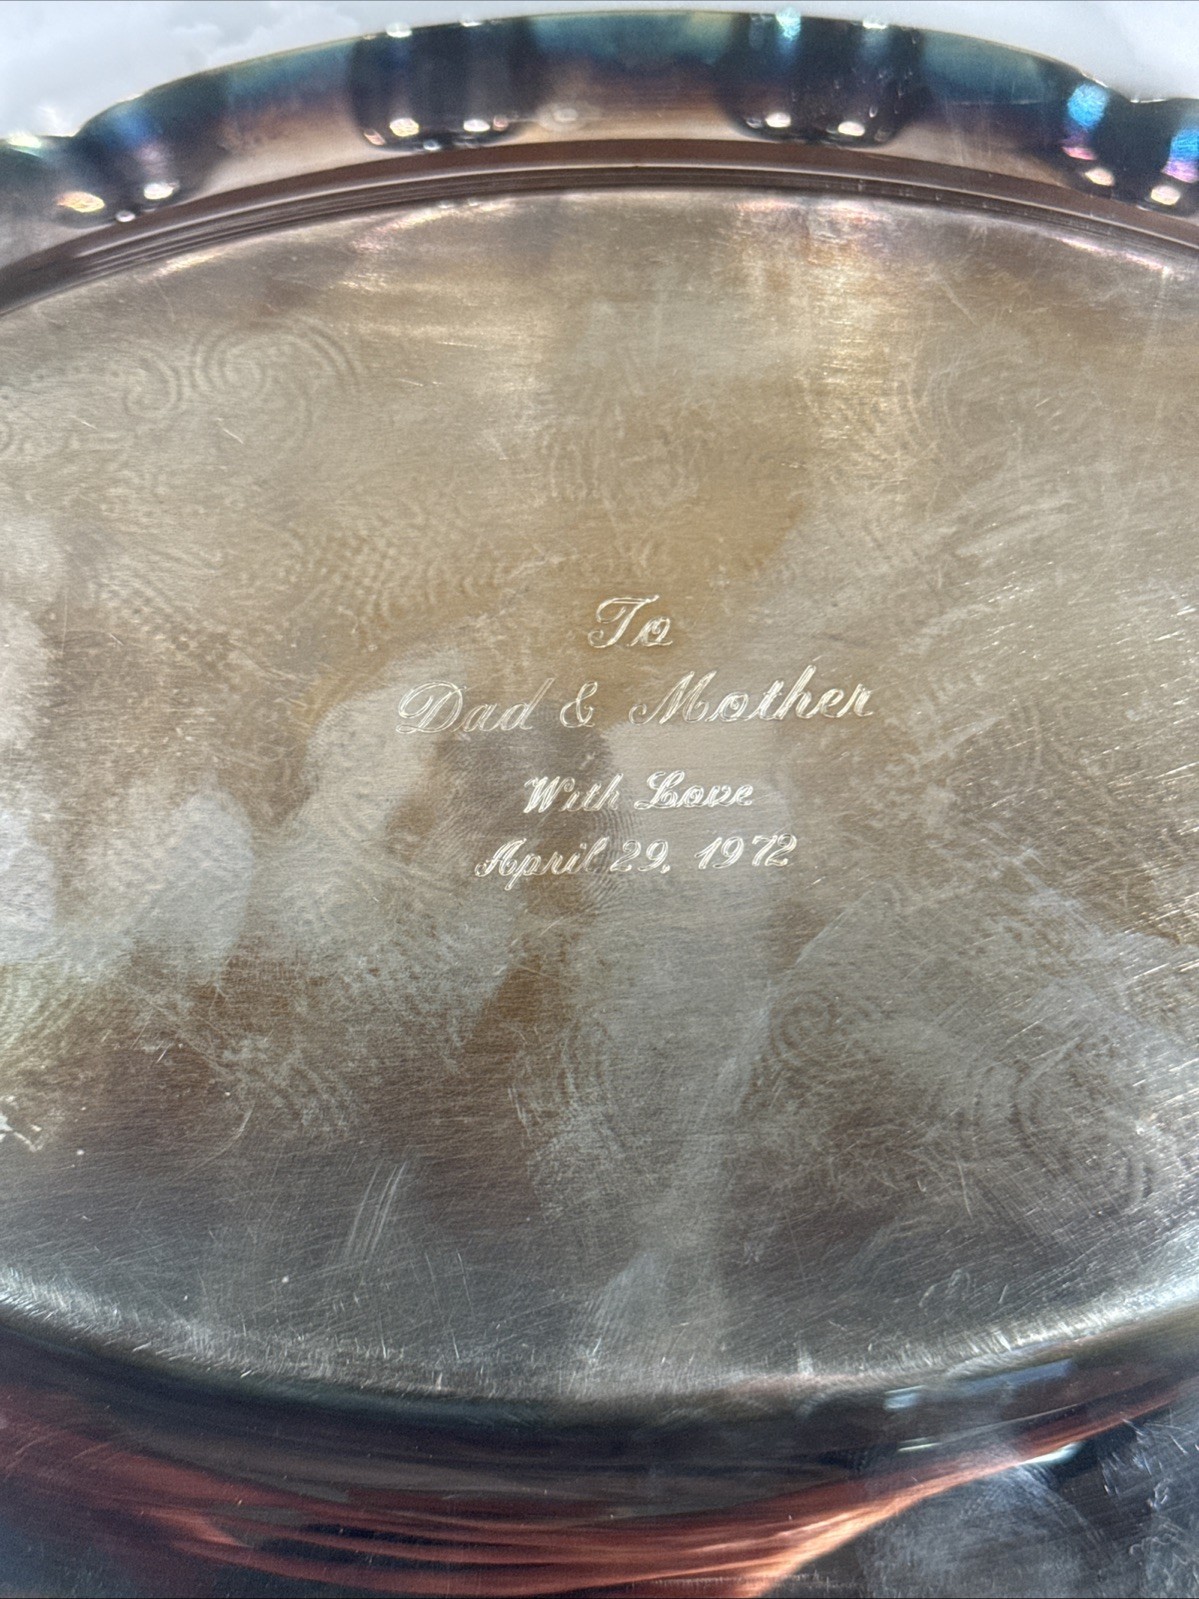 To
Dad & Mother
With Love
April 29, 1972